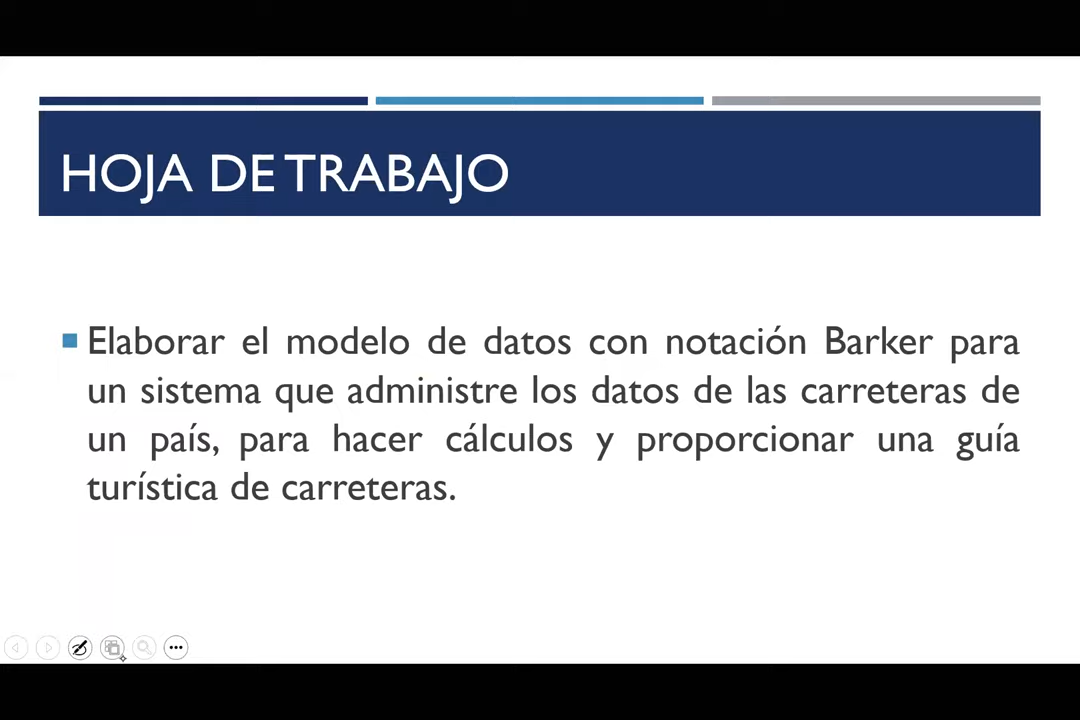 HOJA DE TRABAJO
Elaborar el modelo de datos con notación Barker para
un sistema que administre los datos de las carreteras de
un país, para hacer cálculos y proporcionar una guía
turística de carreteras.